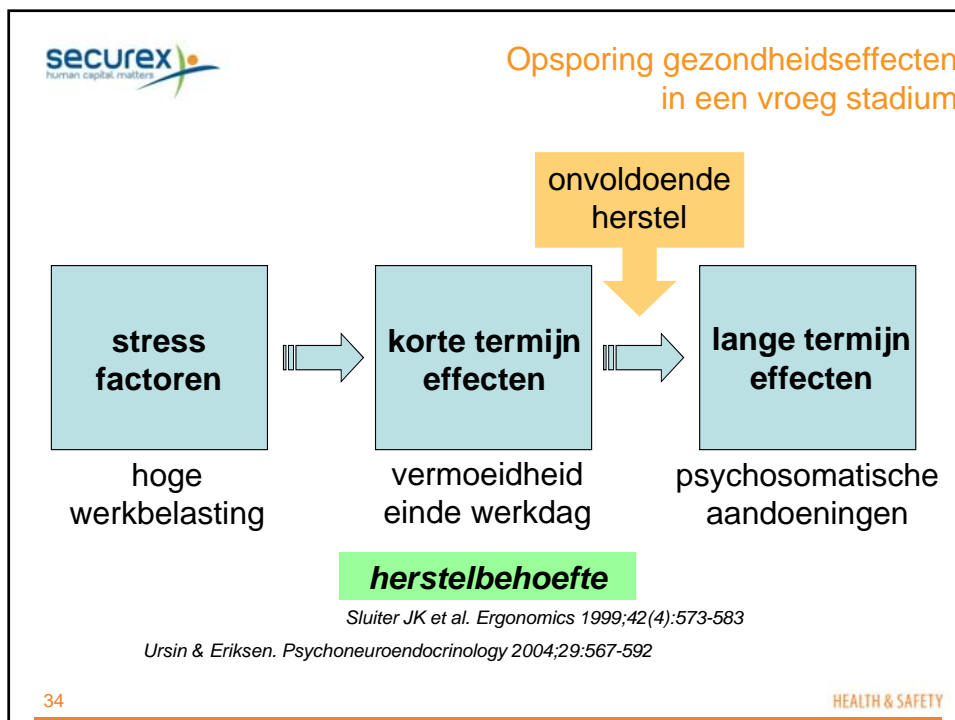 securex
human capital matters
Opsporing gezondheidseffecten
in een vroeg stadium
onvoldoende
herstel
stress
factoren
korte termijn
effecten
lange termijn
effecten
hoge
werkbelasting
vermoeidheid
einde werkdag
psychosomatische
aandoeningen
herstelbehoefte
Sluiter JK et al. Ergonomics 1999;42(4):573-583
Ursin & Eriksen. Psychoneuroendocrinology 2004;29:567-592
34
HEALTH & SAFETY